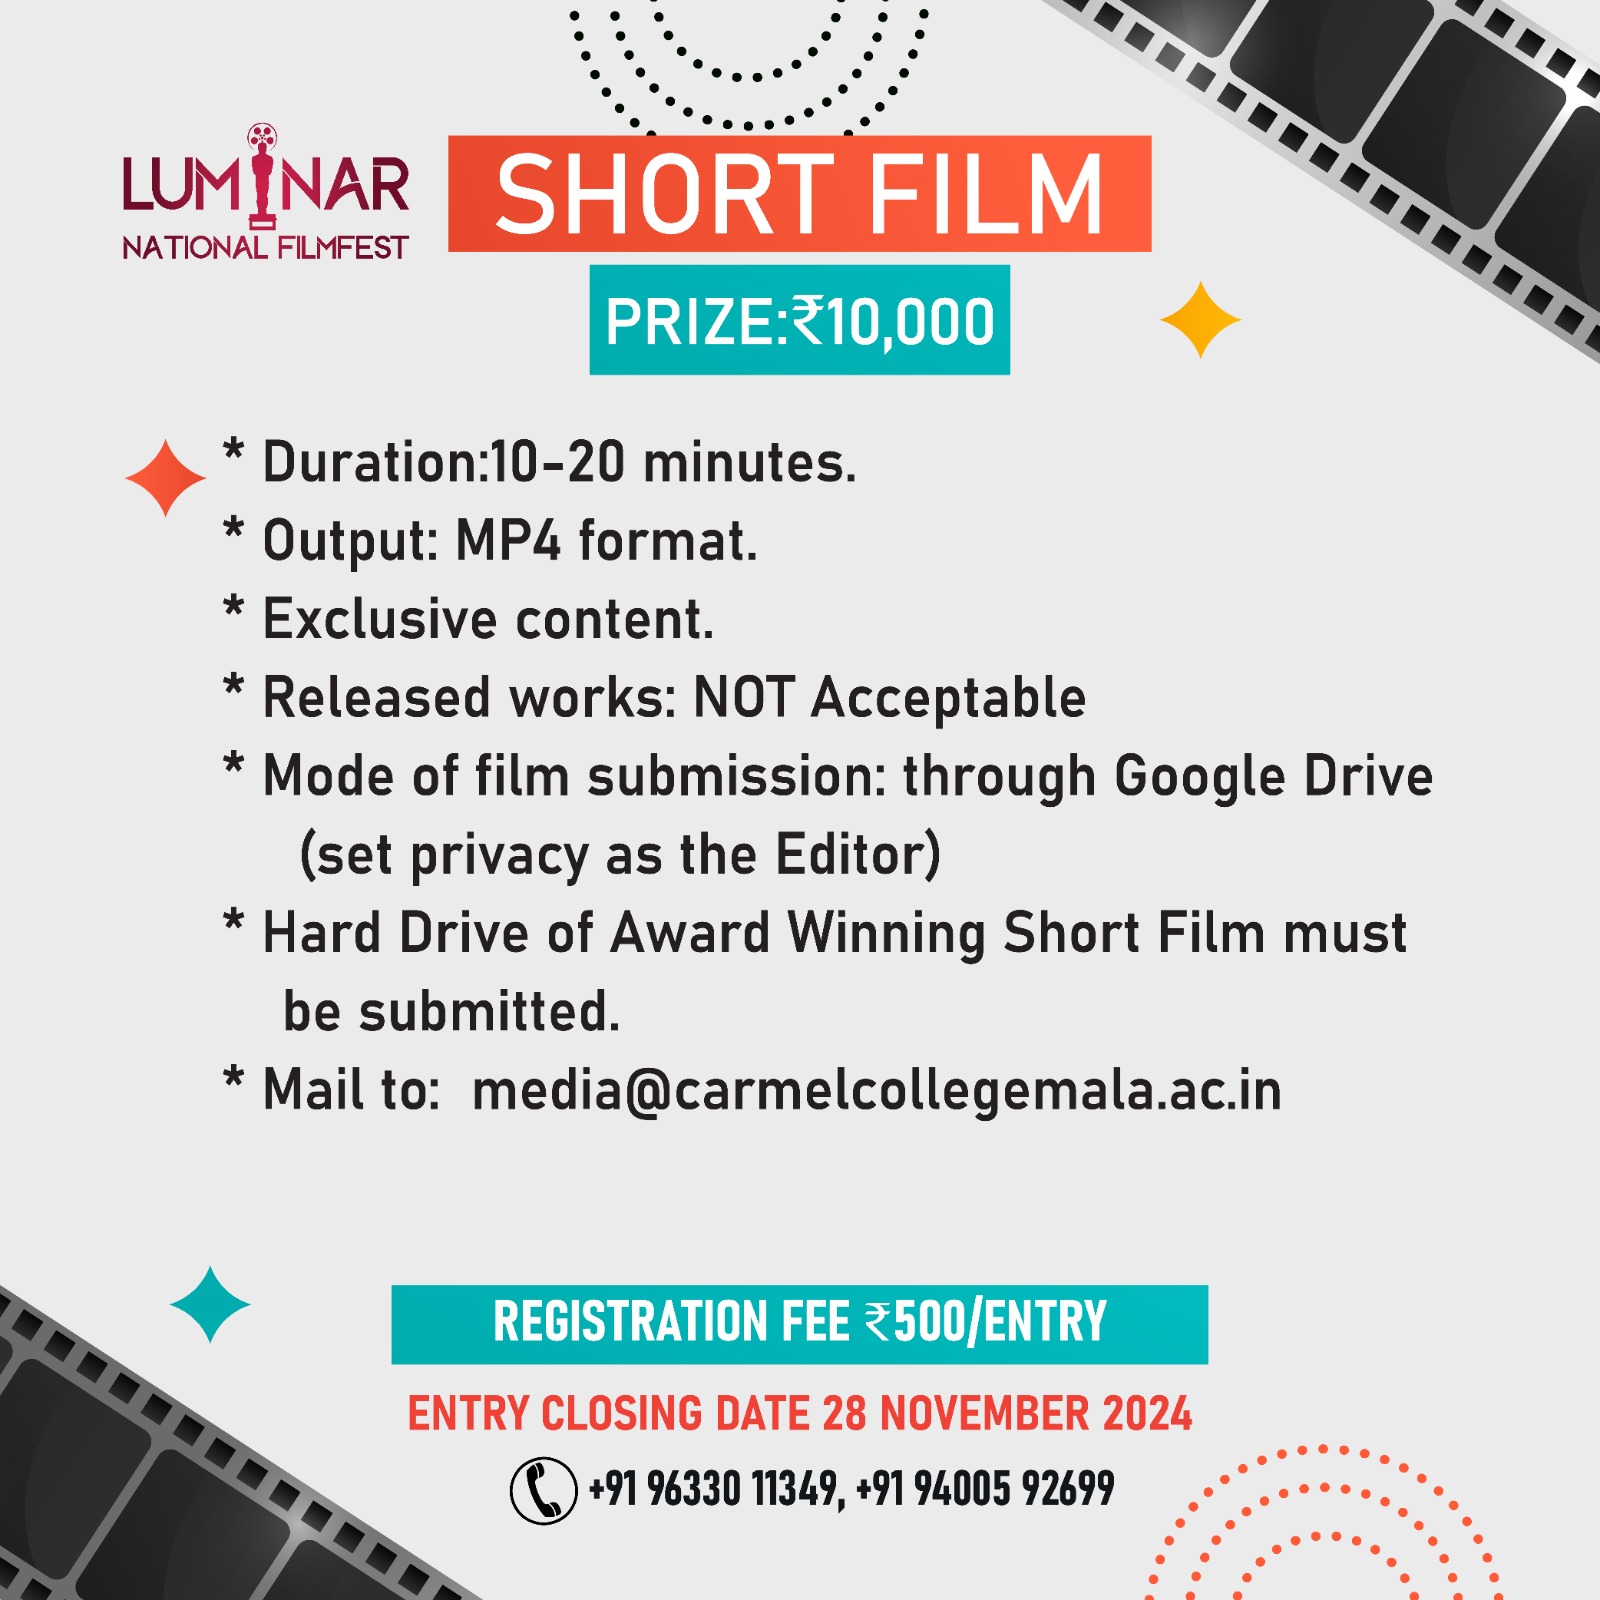 LUMINAR
NATIONAL FILMFEST
SHORT FILM
PRIZE:₹10,000
* Duration:10-20 minutes.
* Output: MP4 format.
* Exclusive content.
* Released works: NOT Acceptable
* Mode of film submission: through Google Drive
(set privacy as the Editor)
* Hard Drive of Award Winning Short Film must
be submitted.
* Mail to: media@carmelcollegemala.ac.in
REGISTRATION FEE ₹500/ENTRY
ENTRY CLOSING DATE 28 NOVEMBER 2024
+91 96330 11349, +91 94005 92699